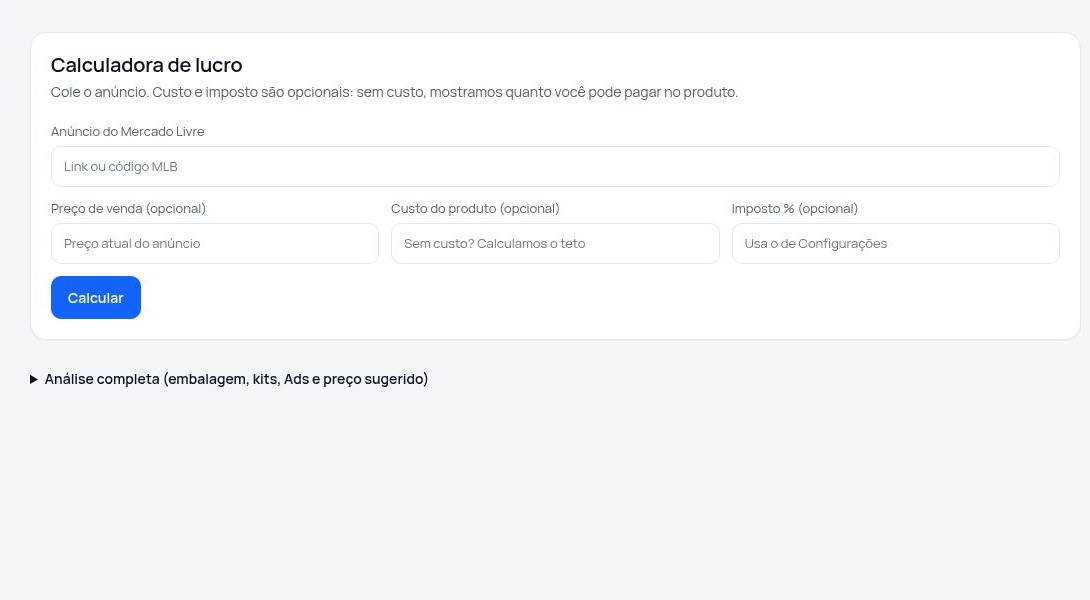 Calculadora de lucro
Cole o anúncio. Custo e imposto são opcionais: sem custo, mostramos quanto você pode pagar no produto.
Anúncio do Mercado Livre
Link ou código MLB
Preço de venda (opcional)
Custo do produto (opcional)
Imposto % (opcional)
Preço atual do anúncio
Sem custo? Calculamos o teto
Usa o de Configurações
Calcular
Análise completa (embalagem, kits, Ads e preço sugerido)